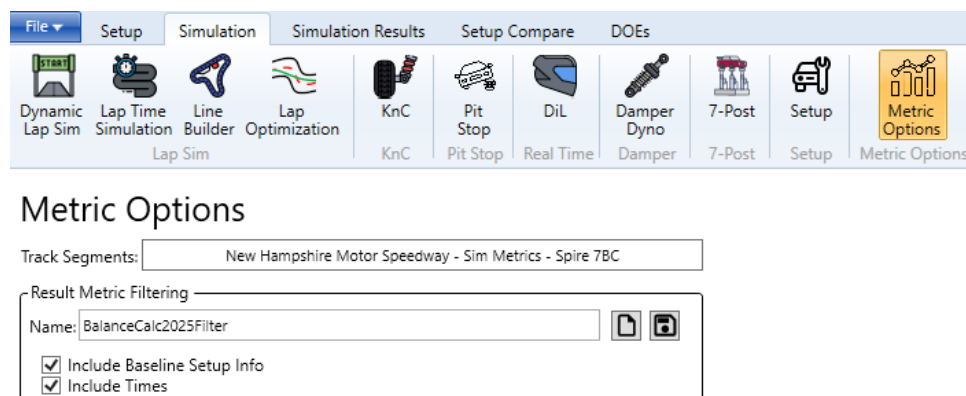 File
Setup
Simulation
Simulation Results
Setup Compare
DOEs
START
Dynamic Lap Sim
Lap Time Simulation
Line Builder
Lap Optimization
KnC
Pit Stop
DiL
Damper Dyno
7-Post
Setup
Metric Options
Lap Sim
KnC
Pit Stop
Real Time
Damper
7-Post
Setup
Metric Options
Metric Options
Track Segments: New Hampshire Motor Speedway - Sim Metrics - Spire 7BC
Result Metric Filtering
Name: BalanceCalc2025Filter
Include Baseline Setup Info
Include Times